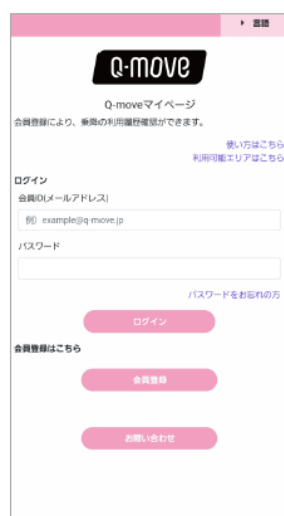 言語
Q-move
Q-moveマイページ
会員登録により、乗降の利用履歴確認ができます。
使い方はこちら
利用可能エリアはこちら
ログイン
会員ID(メールアドレス)
例) example@q-move.jp
パスワード
パスワードをお忘れの方
ログイン
会員登録はこちら
会員登録
お問い合わせ